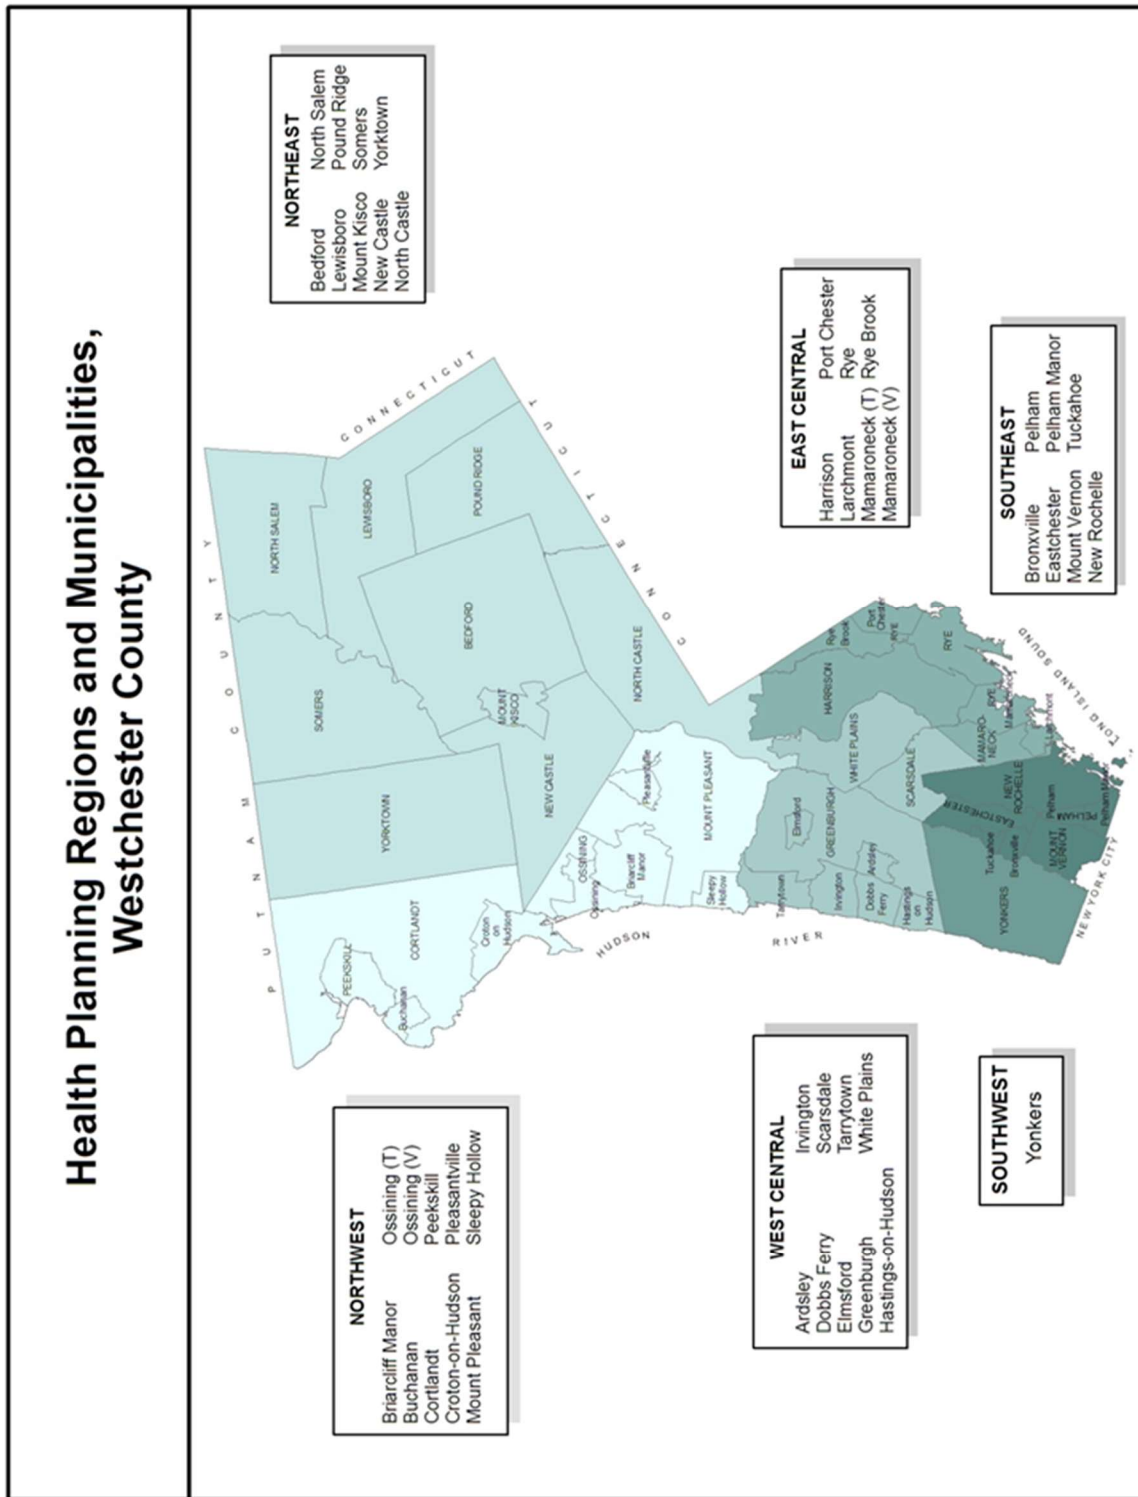 Health Planning Regions and Municipalities,
Westchester County
NORTHWEST
Briarcliff Manor Ossining (T)
Buchanan Ossining (V)
Cortlandt Peekskill
Croton-on-Hudson Pleasantville
Mount Pleasant Sleepy Hollow
NORTHEAST
Bedford North Salem
Lewisboro Pound Ridge
Mount Kisco Somers
New Castle Yorktown
North Castle
WEST CENTRAL
Ardsley Irvington
Dobbs Ferry Scarsdale
Elmsford Tarrytown
Greenburgh White Plains
Hastings-on-Hudson
EAST CENTRAL
Harrison Port Chester
Larchmont Rye
Mamaroneck (T) Rye Brook
Mamaroneck (V)
SOUTHWEST
Yonkers
SOUTHEAST
Bronxville Pelham
Eastchester Pelham Manor
Mount Vernon Tuckahoe
New Rochelle
PUTNAM COUNTY
CONNECTICUT
CONNECTICUT
HUDSON
RIVER
LONG ISLAND SOUND
NEW YORK CITY
NORTH SALEM
SOMERS
YORKTOWN
PEEKSKILL
CORTLANDT
Buchanan
LEWISBORO
POUND RIDGE
BEDFORD
MOUNT
KISCO
NEW CASTLE
Croton
on
Hudson
NORTH CASTLE
OSSINING
Ossining
Briarcliff
Manor
Pleasantville
MOUNT PLEASANT
Sleepy
Hollow
Tarrytown
Elmsford
GREENBURGH
Irvington
Ardsley
Dobbs
Ferry
Hastings
on
Hudson
WHITE PLAINS
HARRISON
Rye
Brook
Port
Chester
RYE
RYE
SCARSDALE
MAMARO-
NECK
RYE
Mamaroneck
Larchmont
YONKERS
Tuckahoe
EASTCHESTER
Bronxville
NEW
ROCHELLE
MOUNT
VERNON
Pelham
PELHAM
Pelham Manor